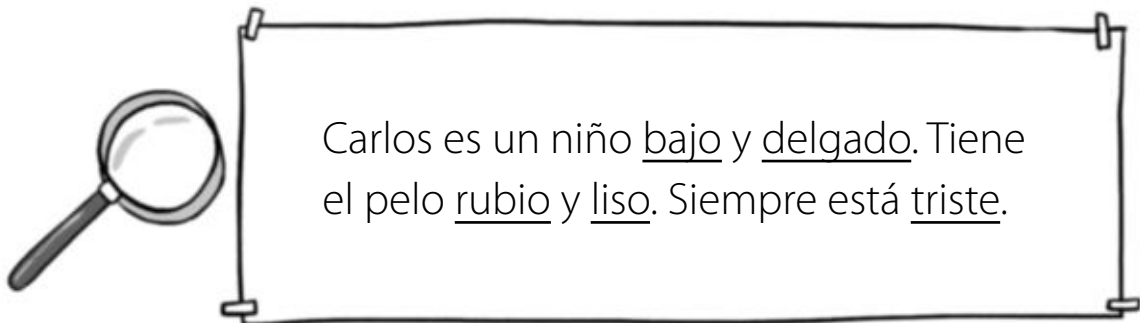 Carlos es un niño bajo y delgado. Tiene
el pelo rubio y liso. Siempre está triste.